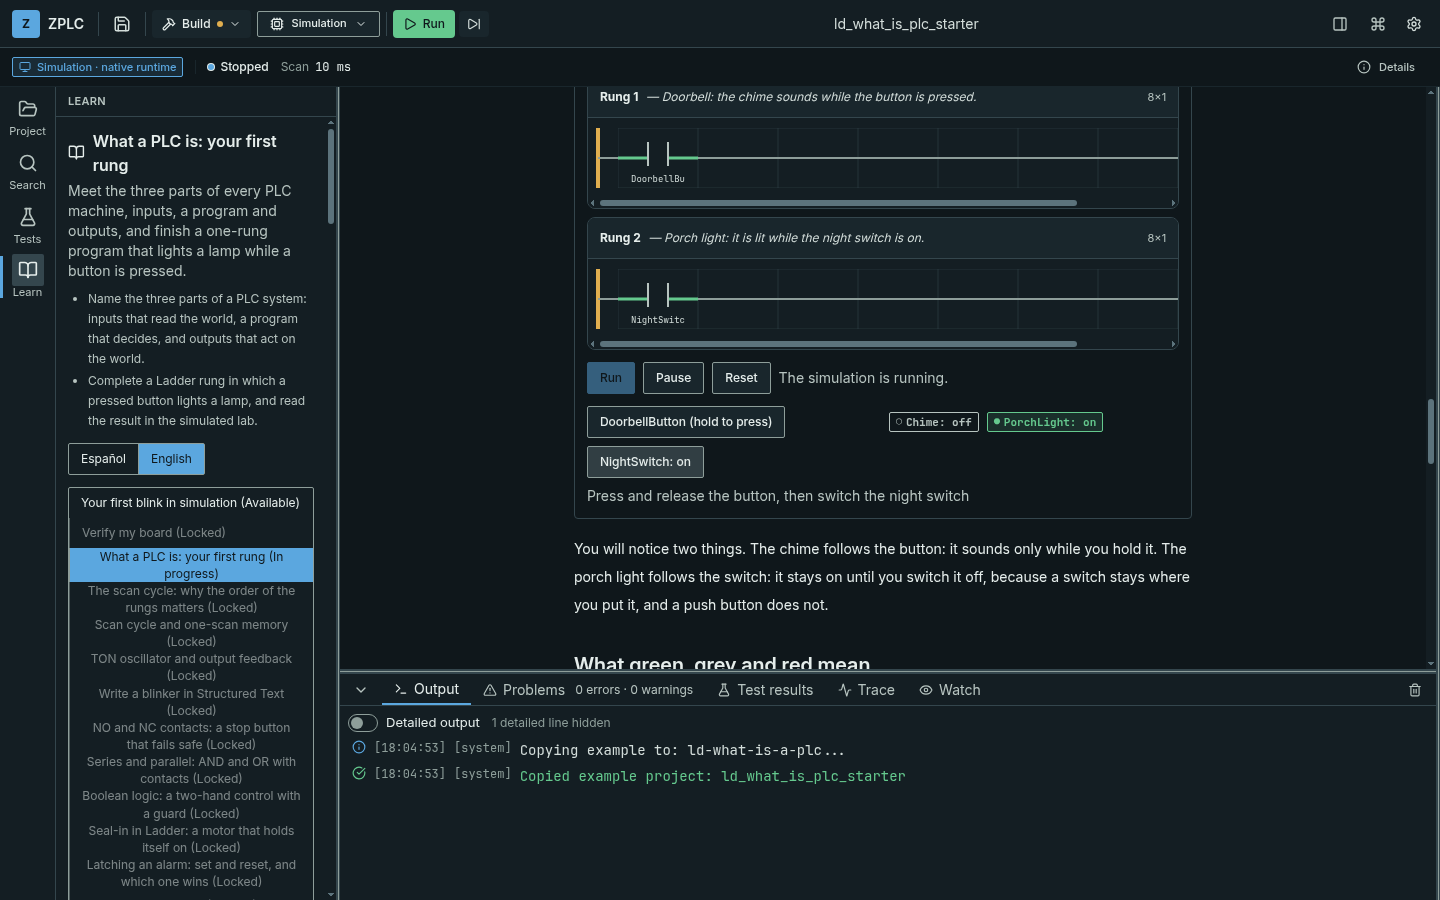 Z ZPLC Build Simulation Run ld_what_is_plc_starter
Simulation · native runtime Stopped Scan 10 ms Details
Project
Search
Tests
Learn
LEARN
What a PLC is: your first
rung
Meet the three parts of every PLC
machine, inputs, a program and
outputs, and finish a one-rung
program that lights a lamp while a
button is pressed.
• Name the three parts of a PLC system:
inputs that read the world, a program
that decides, and outputs that act on
the world.
• Complete a Ladder rung in which a
pressed button lights a lamp, and read
the result in the simulated lab.
Español English
Your first blink in simulation (Available)
Verify my board (Locked)
What a PLC is: your first rung (In
progress)
The scan cycle: why the order of the
rungs matters (Locked)
Scan cycle and one-scan memory
(Locked)
TON oscillator and output feedback
(Locked)
Write a blinker in Structured Text
(Locked)
NO and NC contacts: a stop button
that fails safe (Locked)
Series and parallel: AND and OR with
contacts (Locked)
Boolean logic: a two-hand control with
a guard (Locked)
Seal-in in Ladder: a motor that holds
itself on (Locked)
Latching an alarm: set and reset, and
which one wins (Locked)
Rung 1 — Doorbell: the chime sounds while the button is pressed. 8×1
DoorbellBu
Rung 2 — Porch light: it is lit while the night switch is on. 8×1
NightSwitc
Run Pause Reset The simulation is running.
DoorbellButton (hold to press) Chime: off PorchLight: on
NightSwitch: on
Press and release the button, then switch the night switch
You will notice two things. The chime follows the button: it sounds only while you hold it. The
porch light follows the switch: it stays on until you switch it off, because a switch stays where
you put it, and a push button does not.
What green, grey and red mean
Output Problems 0 errors · 0 warnings Test results Trace Watch
Detailed output 1 detailed line hidden
[18:04:53] [system] Copying example to: ld-what-is-a-plc...
[18:04:53] [system] Copied example project: ld_what_is_plc_starter